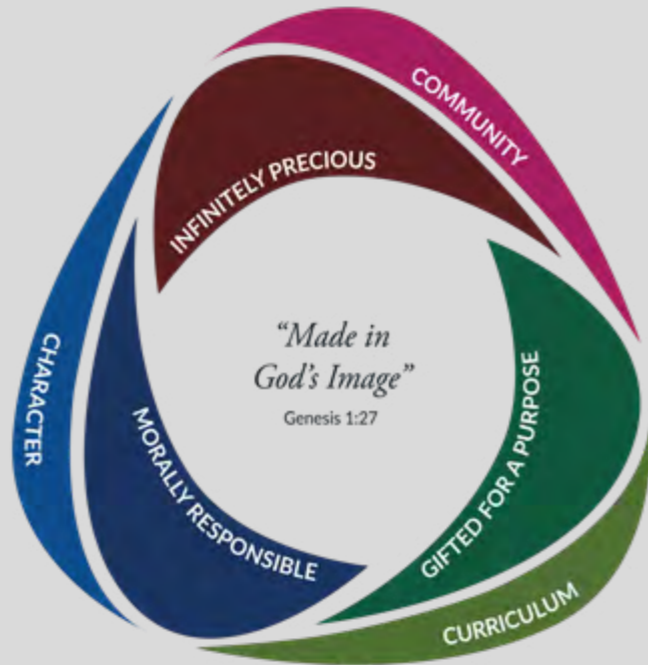 COMMUNITY
INFINITELY PRECIOUS
“Made in
God’s Image”
Genesis 1:27
CHARACTER
MORALLY RESPONSIBLE
GIFTED FOR A PURPOSE
CURRICULUM